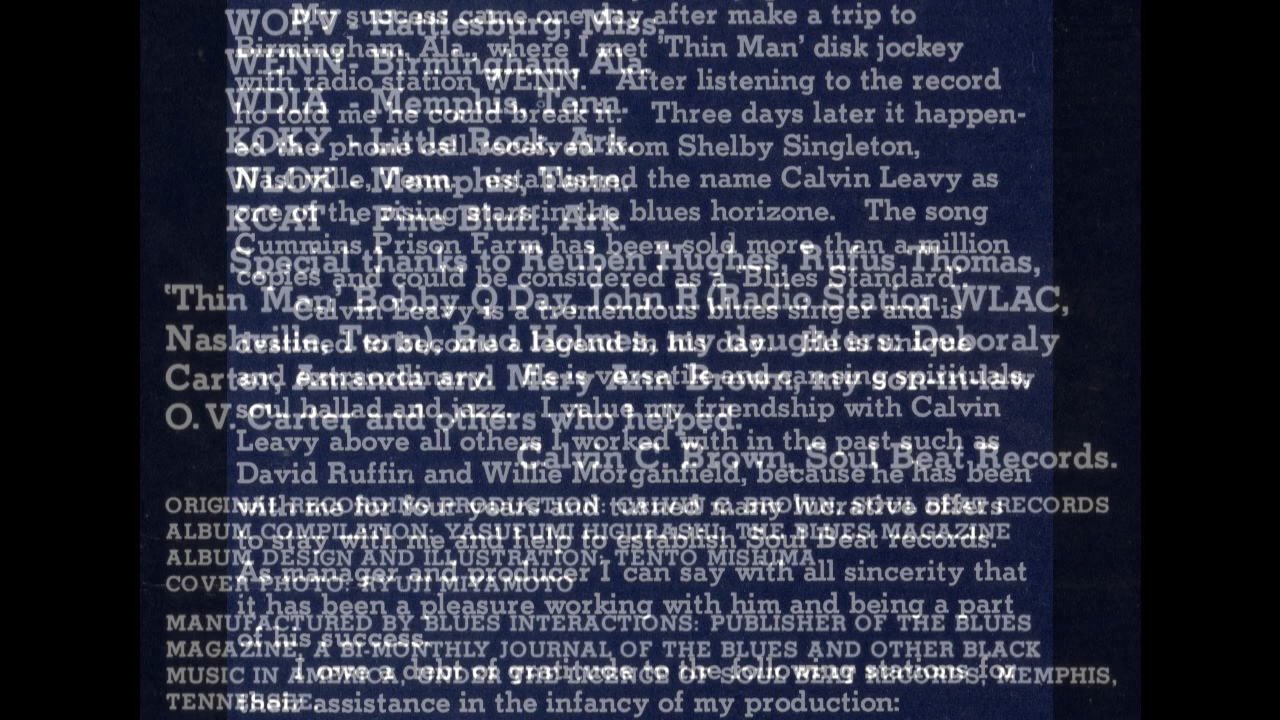 My success came one day after make a trip to
Birmingham, Ala., where I met 'Thin Man' disk jockey
with radio station WENN. After listening to the record
he told me he could break it. Three days later it happen-
ed the phone call received from Shelby Singleton,
Nashville, Tenn. established the name Calvin Leavy as
one of the rising stars in the blues horizone. The song
Cummins Prison Farm has been sold more than a million
copies and could be considered as a 'Blues Standard'.
Calvin Leavy is a tremendous blues singer and is
destined to become a legend in his day. He is unique
and Extraordinary. He is Versatile and can sing spirituals,
soul ballad and jazz. I value my friendship with Calvin
Leavy above all others I worked with in the past such as
David Ruffin and Willie Morganfield, because he has been
with me for four years and turned many lucrative offers
to stay with me and help to establish Soul Beat records.
As manager and producer I can say with all sincerity that
it has been a pleasure working with him and being a part
of his success.
I owe a debt of gratitude to the following stations for
their assistance in the infancy of my production:
WORV - Hattiesburg, Miss.
WENN - Birmingham, Ala.
WDIA - Memphis, Tenn.
KOKY - Little Rock, Ark.
WLOK - Memphis, Tenn.
KCAT - Pine Bluff, Ark.
Special thanks to Reuben Hughes, Rufus Thomas,
'Thin Man' Bobby O'Day, John R (Radio Station WLAC,
Nashville, Tenn), Bud Holmes, my daughters: Deboraly
Carter, and Mary Ann Brown, my son-in-law
O. V. Carter and others who helped.
Calvin C. Brown, Soul Beat Records.
ORIGINAL RECORDING PRODUCTION: CALVIN C. BROWN, SOUL BEAT RECORDS
ALBUM COMPILATION: YASUFUMI HIGURASHI, THE BLUES MAGAZINE
ALBUM DESIGN AND ILLUSTRATION: TENTO MISHIMA
COVER PHOTO: RYUJI MIYAMOTO
MANUFACTURED BY BLUES INTERACTIONS: PUBLISHER OF THE BLUES
MAGAZINE, A BI-MONTHLY JOURNAL OF THE BLUES AND OTHER BLACK
MUSIC IN AMERICA, UNDER THE LICENCE OF SOUL BEAT RECORDS, MEMPHIS,
TENNESSEE.